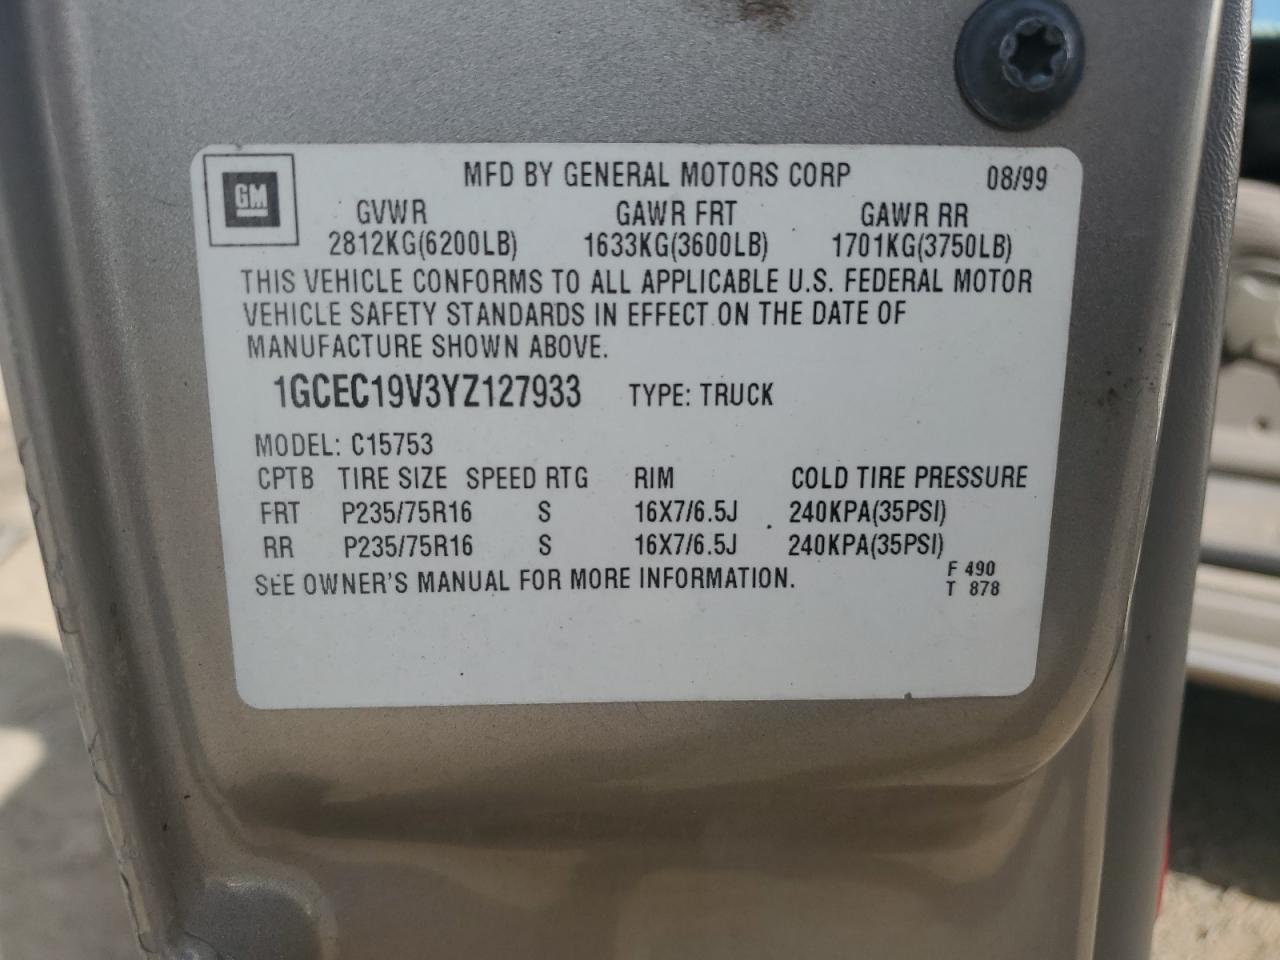 GM
MFD BY GENERAL MOTORS CORP 08/99
GVWR GAWR FRT GAWR RR
2812KG(6200LB) 1633KG(3600LB) 1701KG(3750LB)
THIS VEHICLE CONFORMS TO ALL APPLICABLE U.S. FEDERAL MOTOR
VEHICLE SAFETY STANDARDS IN EFFECT ON THE DATE OF
MANUFACTURE SHOWN ABOVE.
1GCEC19V3YZ127933 TYPE: TRUCK
MODEL: C15753
CPTB TIRE SIZE SPEED RTG RIM COLD TIRE PRESSURE
FRT P235/75R16 S 16X7/6.5J 240KPA(35PSI)
RR P235/75R16 S 16X7/6.5J 240KPA(35PSI)
SEE OWNER'S MANUAL FOR MORE INFORMATION.
F 490
T 878